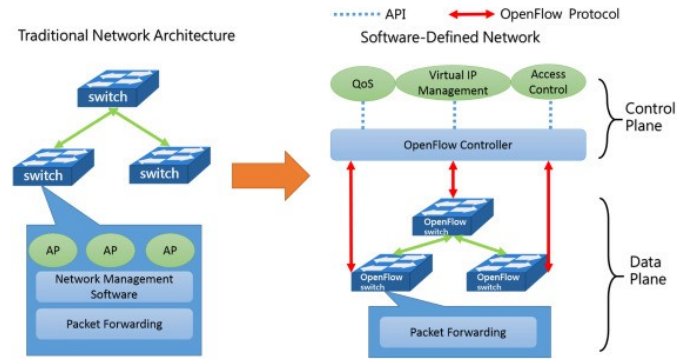 API
OpenFlow Protocol
Traditional Network Architecture
Software-Defined Network
switch
switch
switch
AP
AP
AP
Network Management
Software
Packet Forwarding
QoS
Virtual IP
Management
Access
Control
OpenFlow Controller
Control
Plane
OpenFlow
switch
OpenFlow
switch
OpenFlow
switch
Packet Forwarding
Data
Plane